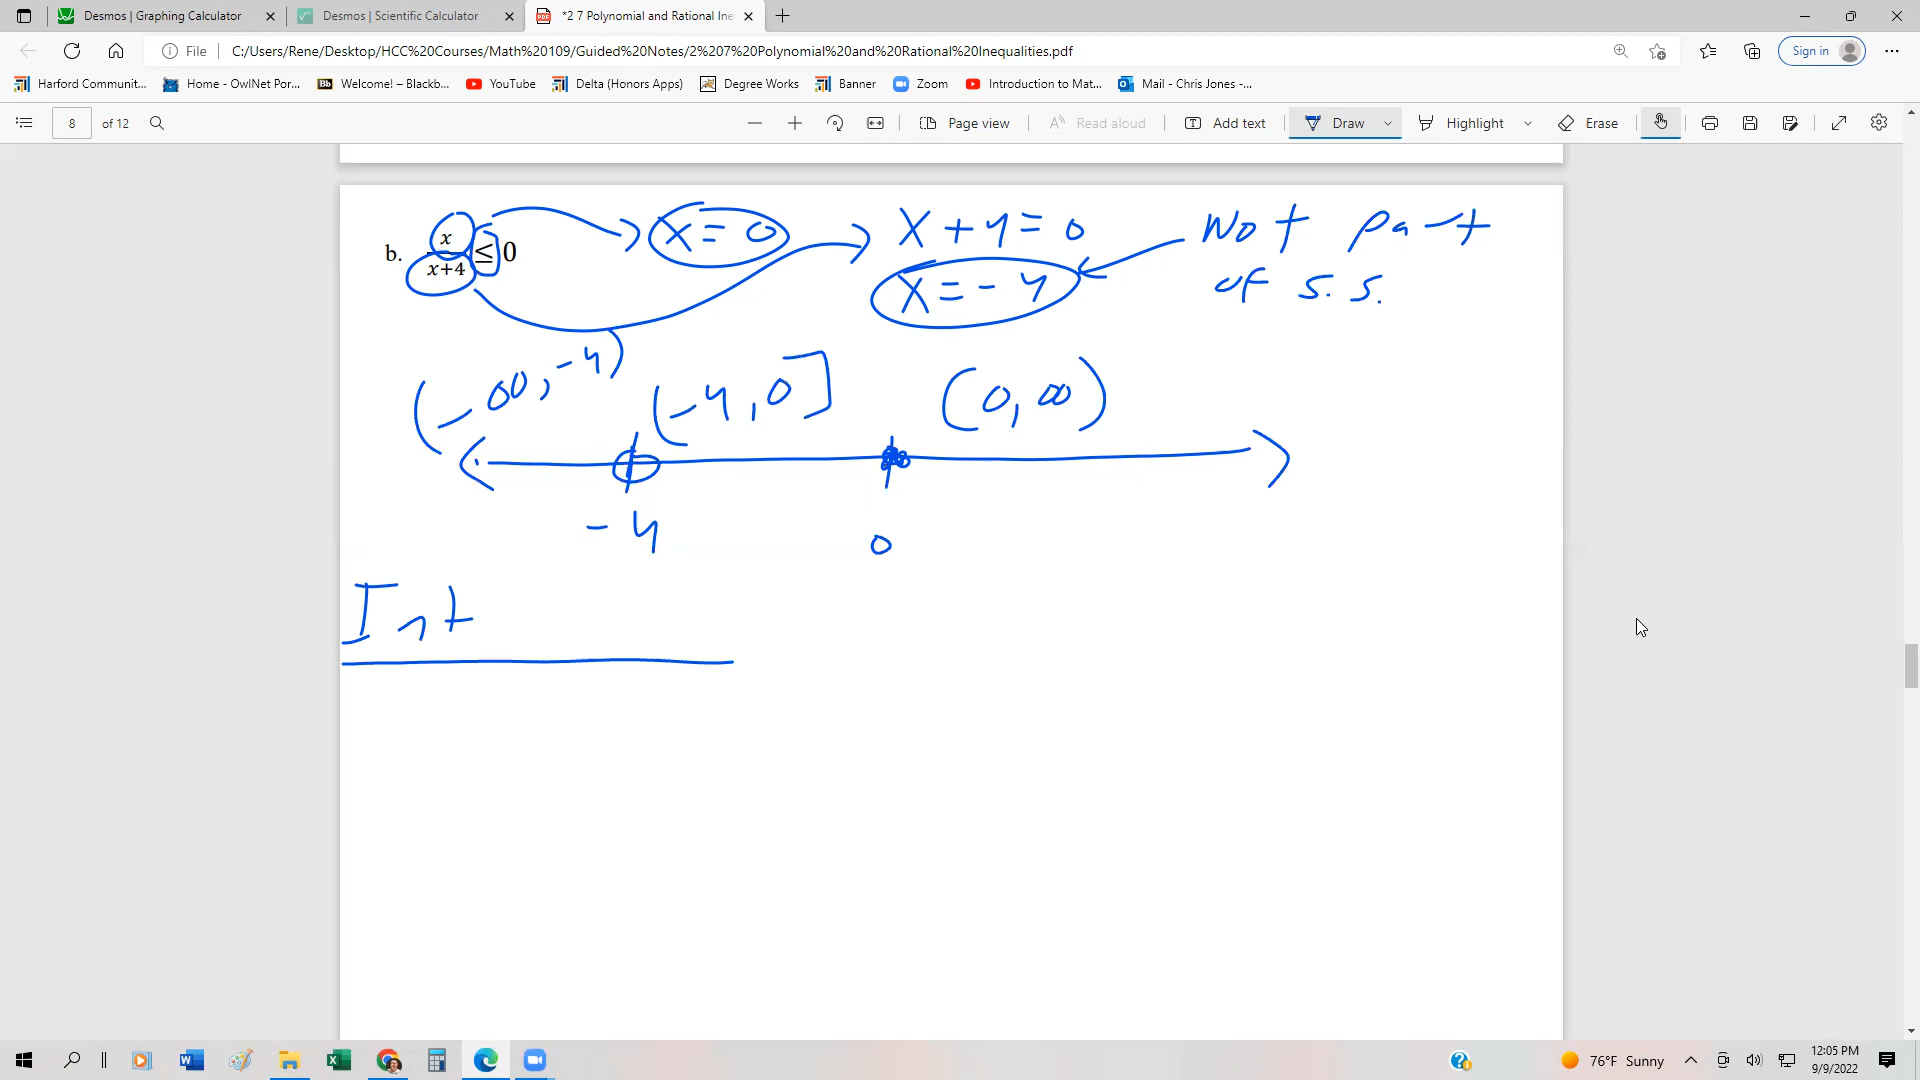 Desmos | Graphing Calculator
Desmos | Scientific Calculator
*2 7 Polynomial and Rational Ine
File
C:/Users/Rene/Desktop/HCC%20Courses/Math%20109/Guided%20Notes/2%207%20Polynomial%20and%20Rational%20Inequalities.pdf
Sign in
Harford Communit...
Home - OwlNet Por...
Bb Welcome! – Blackb...
YouTube
Delta (Honors Apps)
Degree Works
Banner
Zoom
Introduction to Mat...
Mail - Chris Jones -...
8 of 12
Page view
Read aloud
Add text
Draw
Highlight
Erase
b. x/x+4 ≤ 0
x = 0
x + 4 = 0
Not part
x = - 4
of s.s.
(-∞, -4)
(-4, 0]
(0, ∞)
- 4
0
Int
76°F Sunny
12:05 PM
9/9/2022